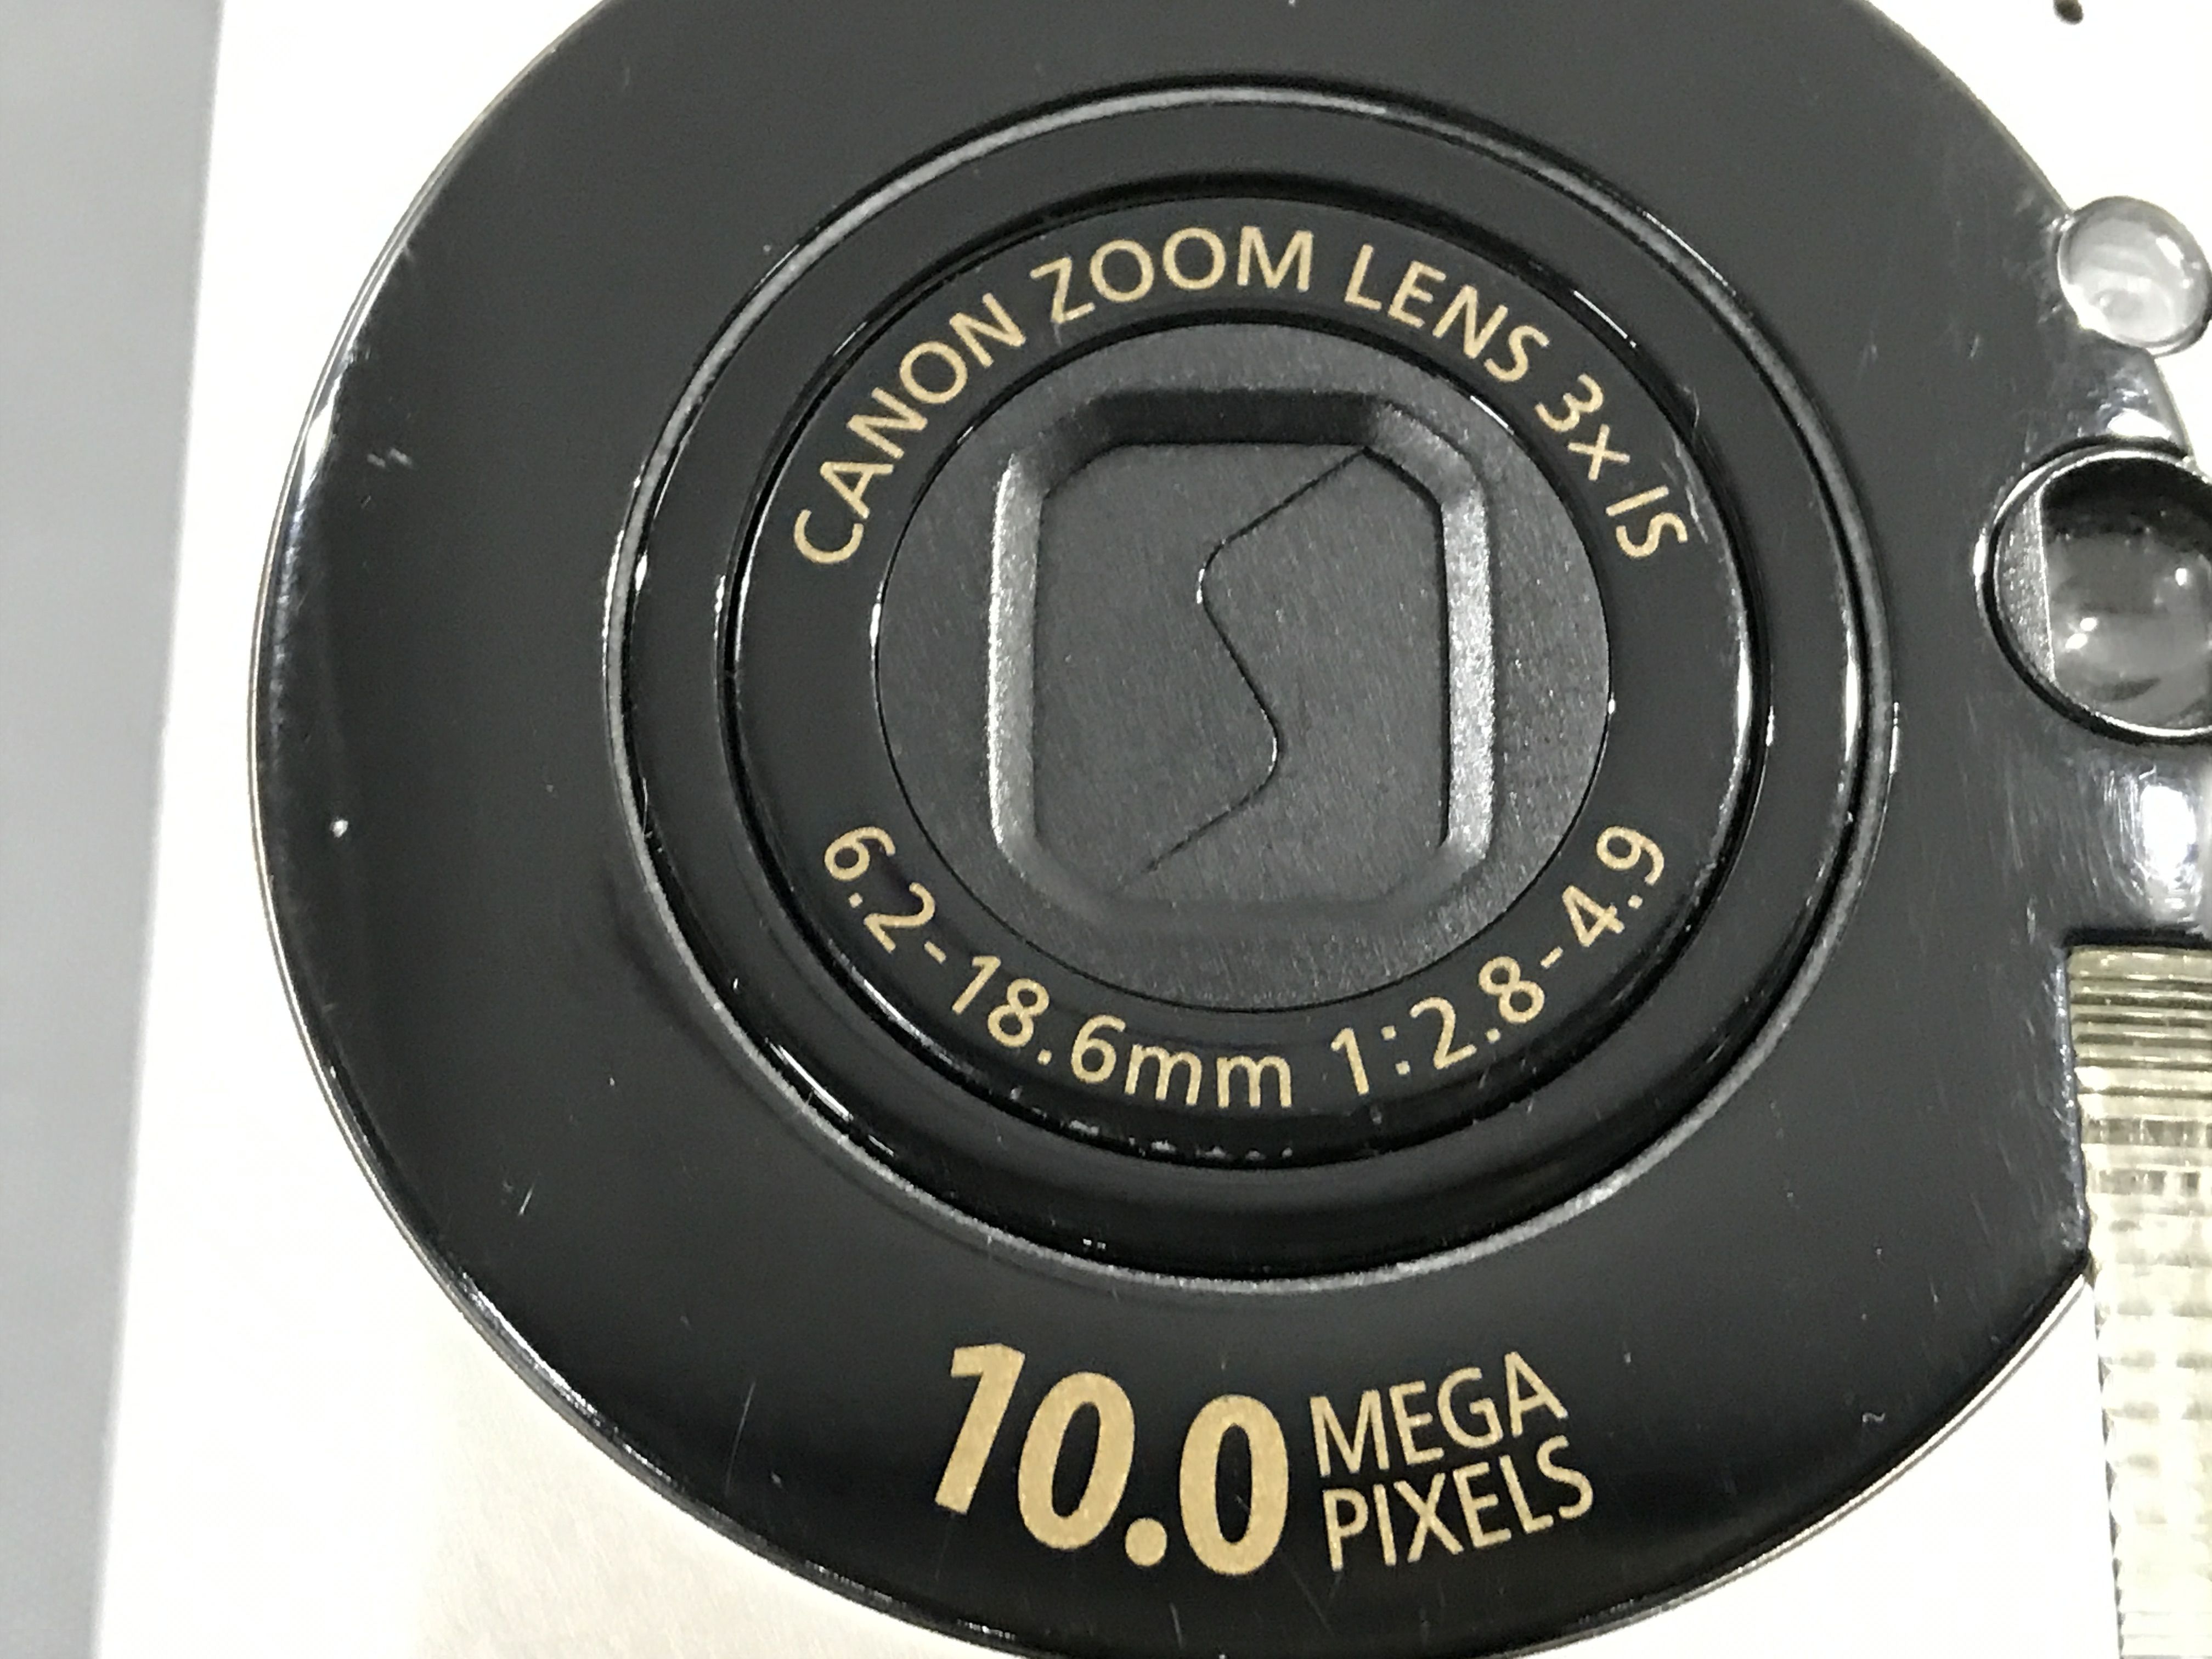 CANON ZOOM LENS 3x IS
6.2-18.6mm 1:2.8-4.9
10.0 MEGA
PIXELS